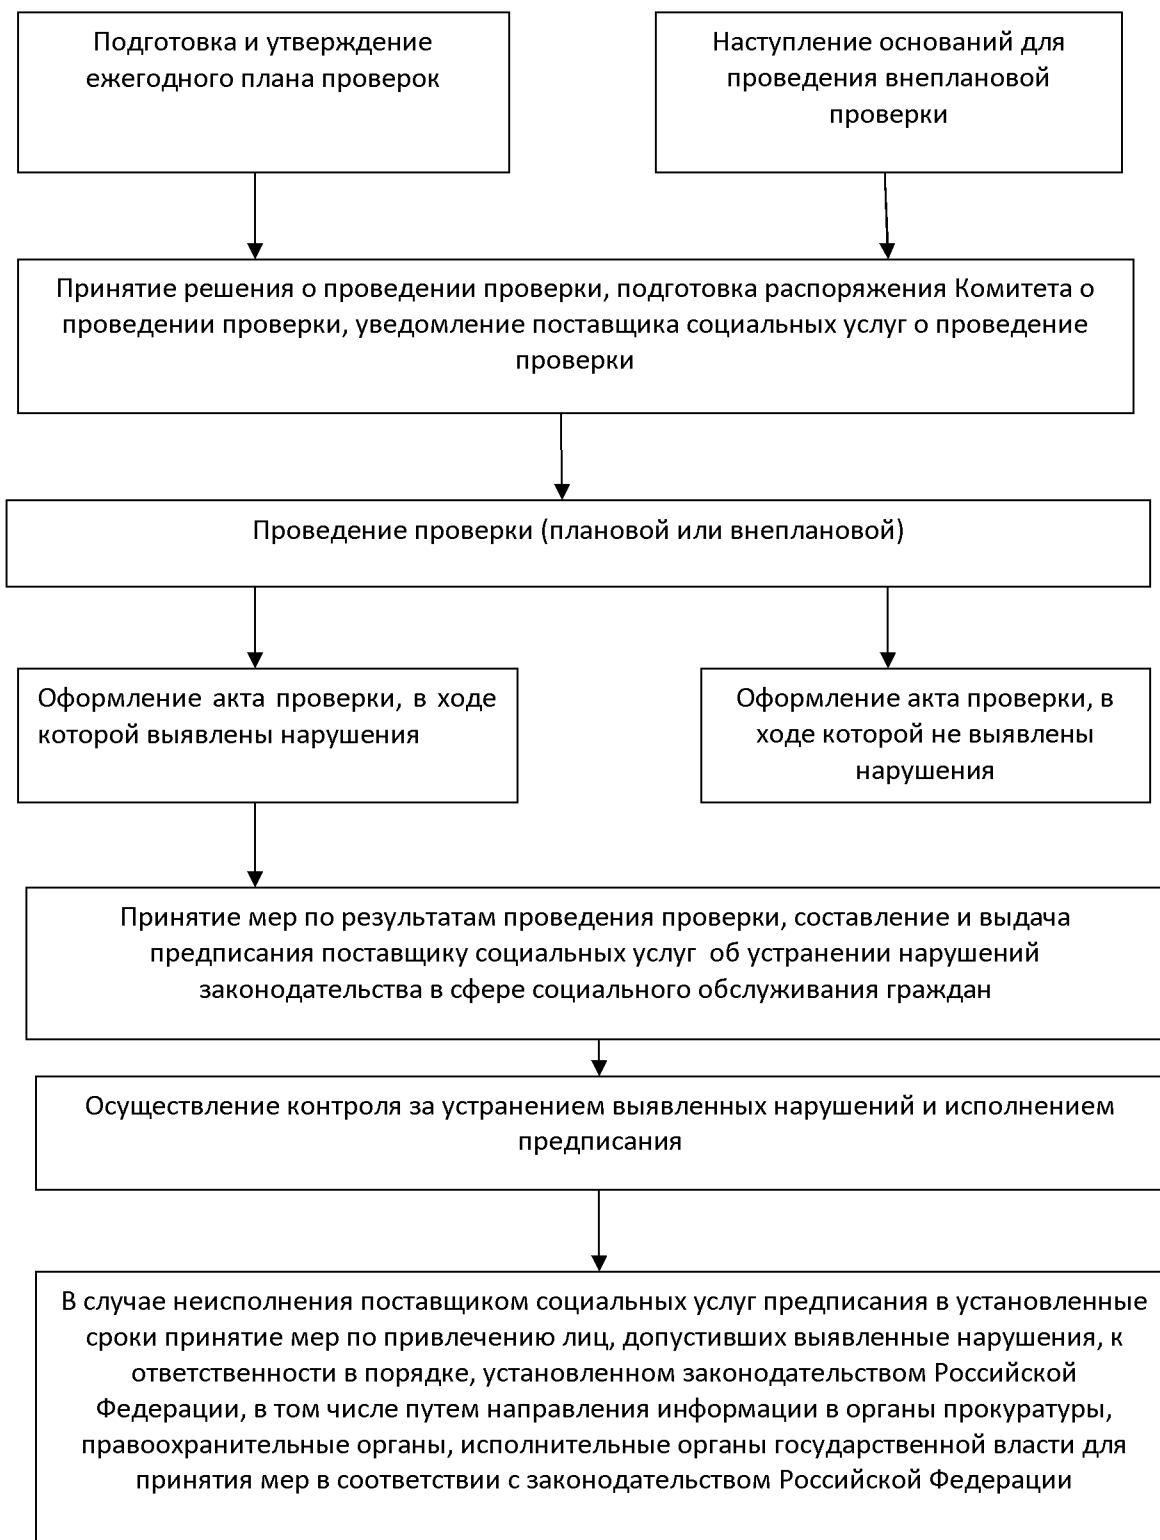 Подготовка и утверждение
ежегодного плана проверок
Наступление оснований для
проведения внеплановой
проверки
Принятие решения о проведении проверки, подготовка распоряжения Комитета о
проведении проверки, уведомление поставщика социальных услуг о проведение
проверки
Проведение проверки (плановой или внеплановой)
Оформление акта проверки, в ходе
которой выявлены нарушения
Оформление акта проверки, в
ходе которой не выявлены
нарушения
Принятие мер по результатам проведения проверки, составление и выдача
предписания поставщику социальных услуг об устранении нарушений
законодательства в сфере социального обслуживания граждан
Осуществление контроля за устранением выявленных нарушений и исполнением
предписания
В случае неисполнения поставщиком социальных услуг предписания в установленные
сроки принятие мер по привлечению лиц, допустивших выявленные нарушения, к
ответственности в порядке, установленном законодательством Российской
Федерации, в том числе путем направления информации в органы прокуратуры,
правоохранительные органы, исполнительные органы государственной власти для
принятия мер в соответствии с законодательством Российской Федерации